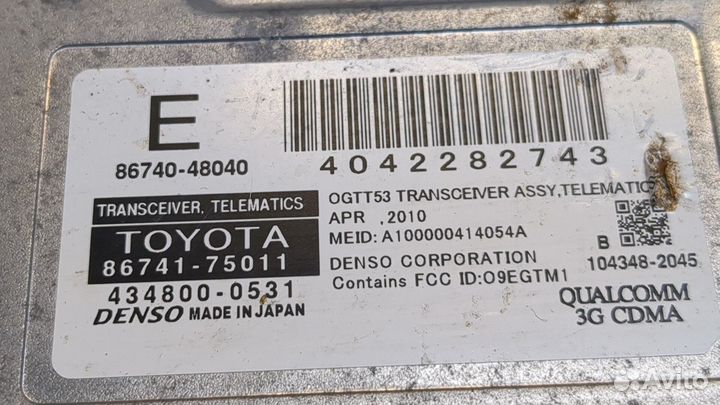 E
86740-48040
4042282743
TRANSCEIVER, TELEMATICS
TOYOTA
86741-75011
434800-0531
DENSO MADE IN JAPAN
OGTT53 TRANSCEIVER ASSY,TELEMATICS
APR ,2010
MEID: A100000414054A
DENSO CORPORATION
Contains FCC ID:O9EGTM1
B
104348-2045
QUALCOMM
3G CDMA
Avito